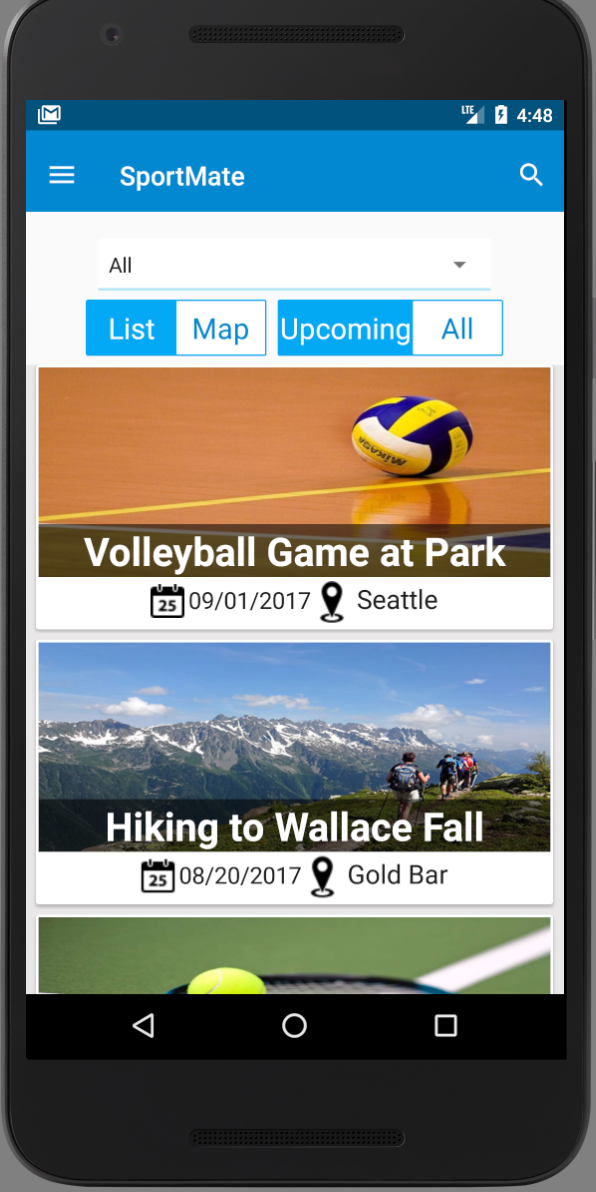 LTE 4:48
SportMate
All
List Map Upcoming All
MIKASA
Volleyball Game at Park
25 09/01/2017 Seattle
Hiking to Wallace Fall
25 08/20/2017 Gold Bar